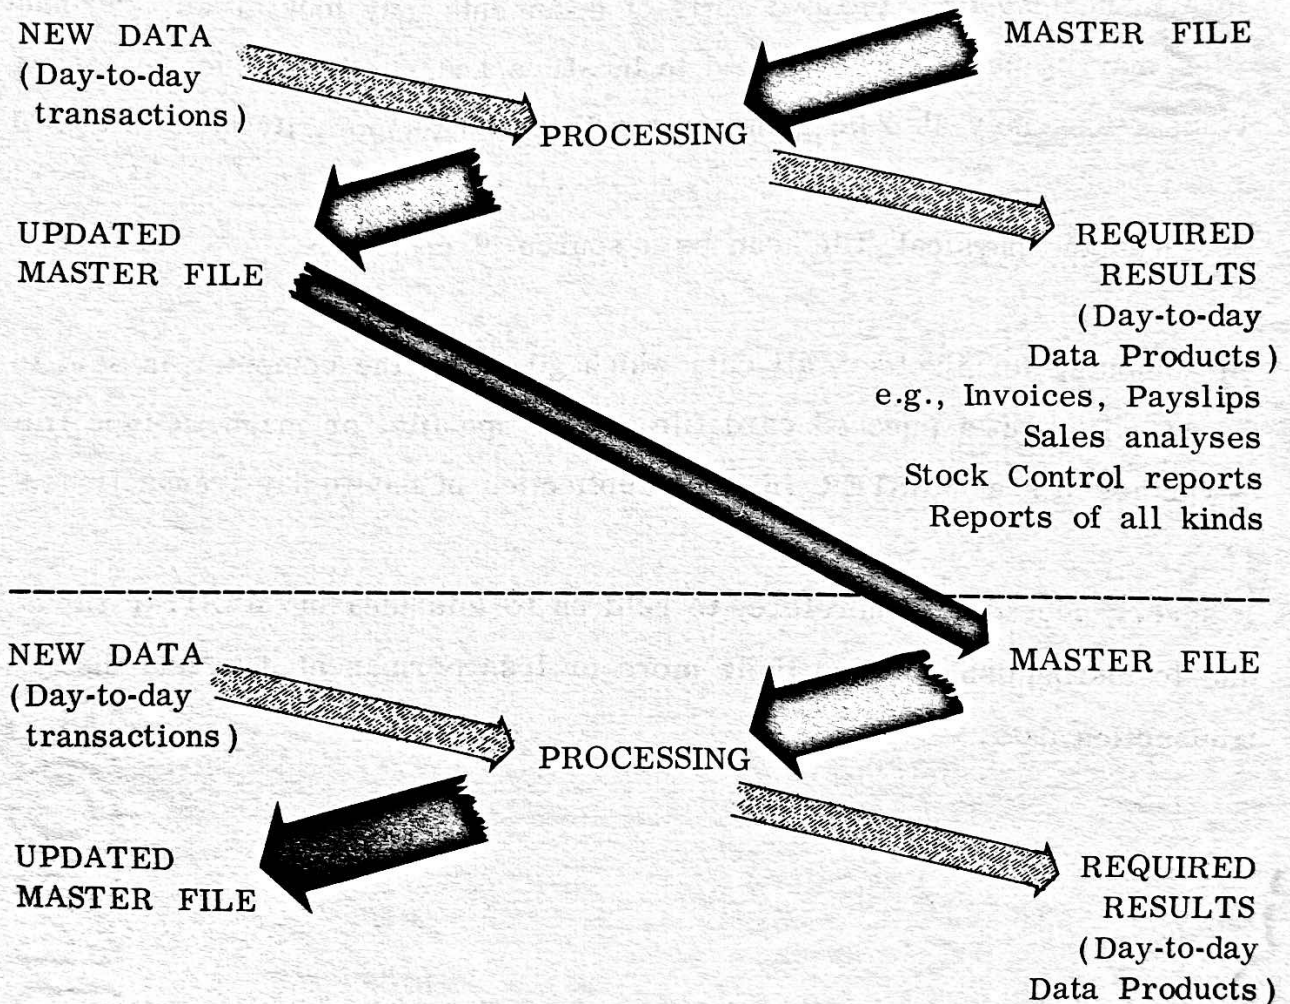 NEW DATA
(Day-to-day
transactions)
MASTER FILE
PROCESSING
UPDATED
MASTER FILE
REQUIRED
RESULTS
(Day-to-day
Data Products)
e.g., Invoices, Payslips
Sales analyses
Stock Control reports
Reports of all kinds
NEW DATA
(Day-to-day
transactions)
MASTER FILE
PROCESSING
UPDATED
MASTER FILE
REQUIRED
RESULTS
(Day-to-day
Data Products)